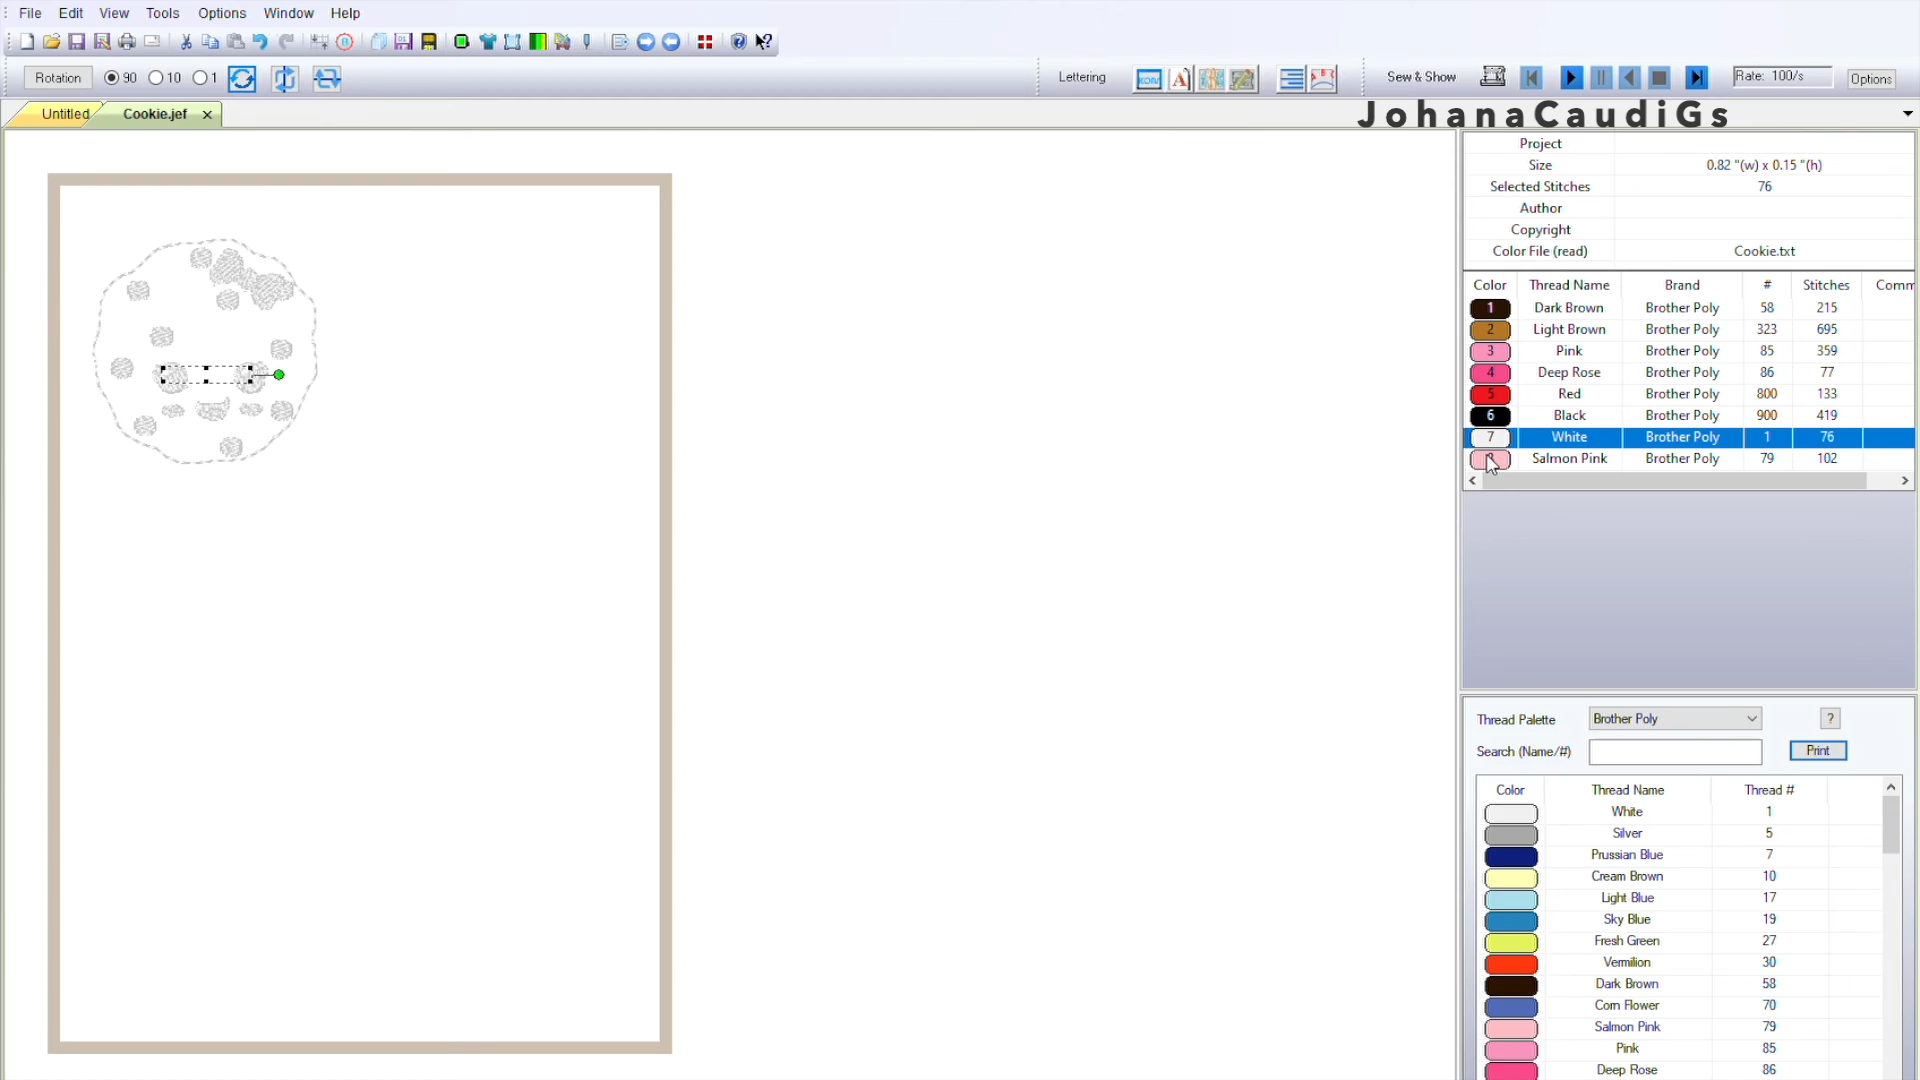 File Edit View Tools Options Window Help
Rotation 90 10 1 Lettering Sew & Show Rate: 100/s Options
Untitled Cookie.jef
JohanaCaudiGs
Project
Size 0.82 "(w) x 0.15 "(h)
Selected Stitches 76
Author
Copyright
Color File (read) Cookie.txt
Color Thread Name Brand # Stitches Comm
1 Dark Brown Brother Poly 58 215
2 Light Brown Brother Poly 323 695
3 Pink Brother Poly 85 359
4 Deep Rose Brother Poly 86 77
5 Red Brother Poly 800 133
6 Black Brother Poly 900 419
7 White Brother Poly 1 76
Salmon Pink Brother Poly 79 102
Thread Palette Brother Poly ?
Search (Name/#) Print
Color Thread Name Thread #
White 1
Silver 5
Prussian Blue 7
Cream Brown 10
Light Blue 17
Sky Blue 19
Fresh Green 27
Vermilion 30
Dark Brown 58
Corn Flower 70
Salmon Pink 79
Pink 85
Deep Rose 86